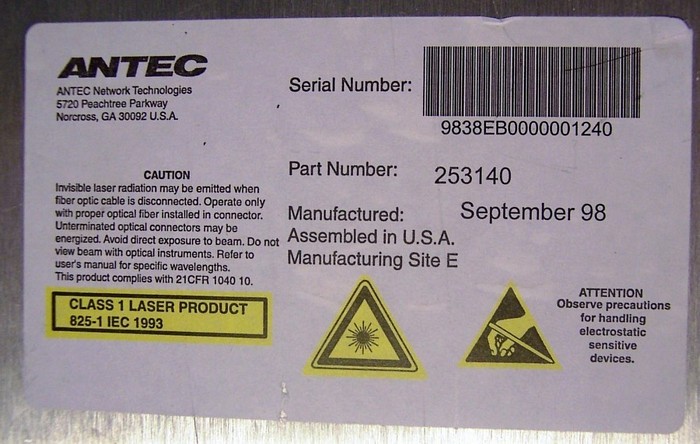 ANTEC
ANTEC Network Technologies
5720 Peachtree Parkway
Norcross, GA 30092 U.S.A.
Serial Number:
9838EB0000001240
CAUTION
Invisible laser radiation may be emitted when
fiber optic cable is disconnected. Operate only
with proper optical fiber installed in connector.
Unterminated optical connectors may be
energized. Avoid direct exposure to beam. Do not
view beam with optical instruments. Refer to
user's manual for specific wavelengths.
This product complies with 21CFR 1040 10.
CLASS 1 LASER PRODUCT
825-1 IEC 1993
Part Number: 253140
Manufactured: September 98
Assembled in U.S.A.
Manufacturing Site E
ATTENTION
Observe precautions
for handling
electrostatic
sensitive
devices.